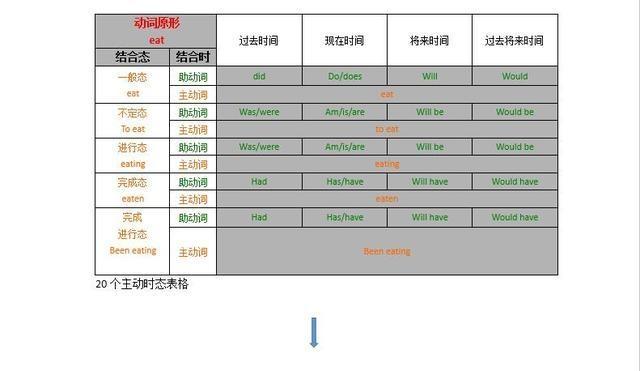 动词原形
eat
过去时间 现在时间 将来时间 过去将来时间
结合态 结合时
一般态 助动词 did Do/does Will Would
eat 主动词 eat
不定态 助动词 Was/were Am/is/are Will be Would be
To eat 主动词 to eat
进行态 助动词 Was/were Am/is/are Will be Would be
eating 主动词 eating
完成态 助动词 Had Has/have Will have Would have
eaten 主动词 eaten
完成 助动词 Had Has/have Will have Would have
进行态
Been eating 主动词 Been eating
20 个主动时态表格